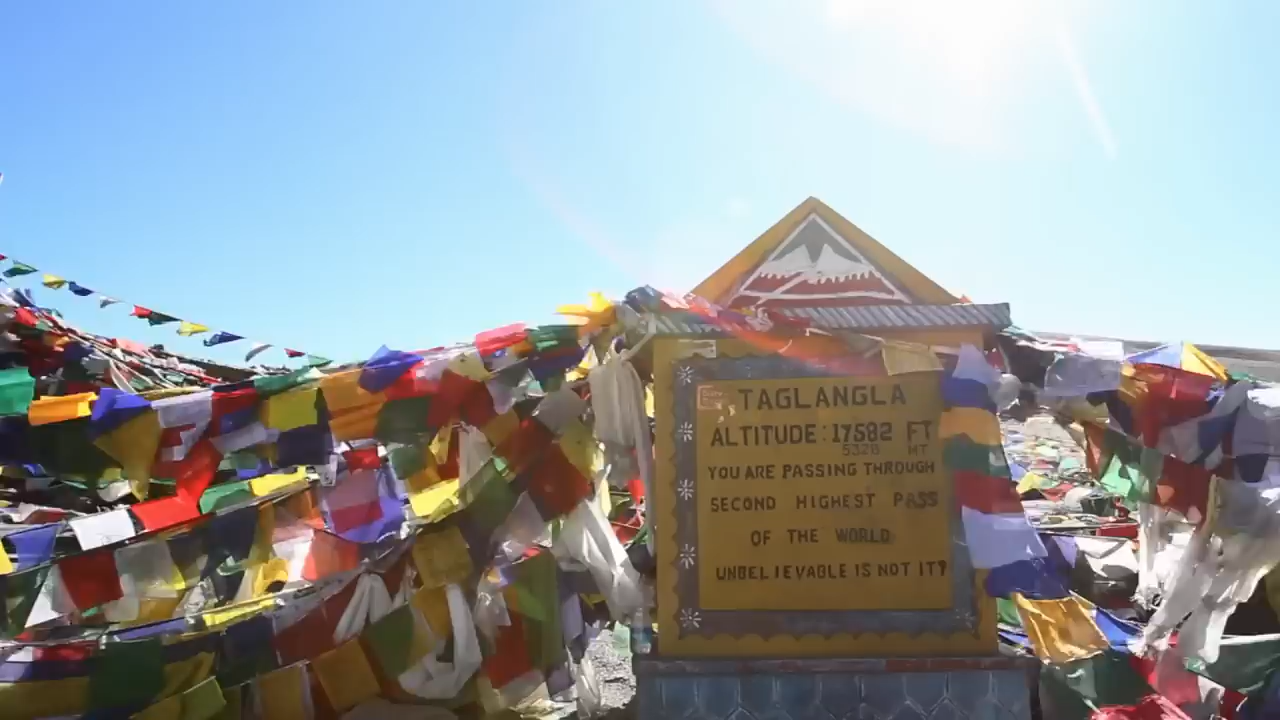 TAGLANGLA
ALTITUDE: 17582 FT
5328 MT
YOU ARE PASSING THROUGH
SECOND HIGHEST PASS
OF THE WORLD
UNBELIEVABLE IS NOT IT?